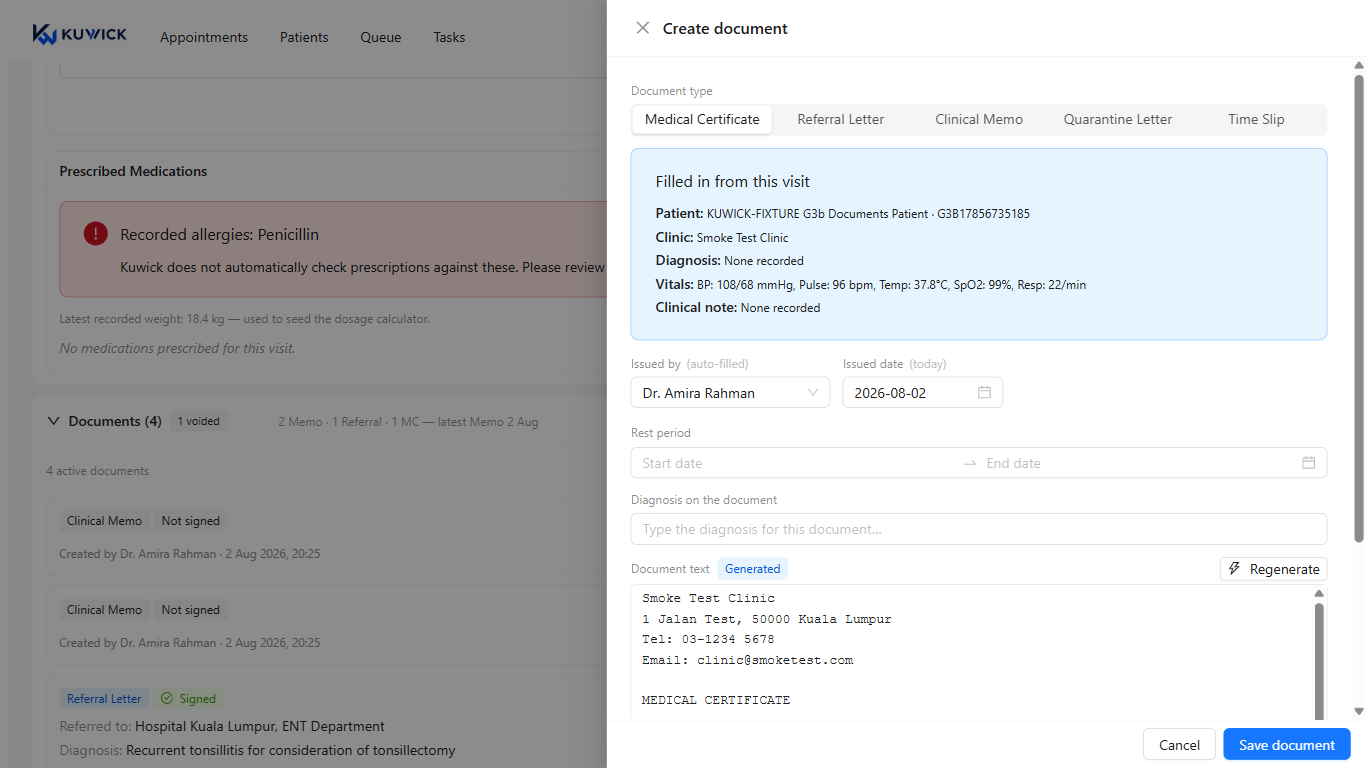 KUWICK
Appointments
Patients
Queue
Tasks
Prescribed Medications
Recorded allergies: Penicillin
Kuwick does not automatically check prescriptions against these. Please review
Latest recorded weight: 18.4 kg — used to seed the dosage calculator.
No medications prescribed for this visit.
Documents (4) 1 voided 2 Memo · 1 Referral · 1 MC — latest Memo 2 Aug
4 active documents
Clinical Memo Not signed
Created by Dr. Amira Rahman · 2 Aug 2026, 20:25
Clinical Memo Not signed
Created by Dr. Amira Rahman · 2 Aug 2026, 20:25
Referral Letter Signed
Referred to: Hospital Kuala Lumpur, ENT Department
Diagnosis: Recurrent tonsillitis for consideration of tonsillectomy
Create document
Document type
Medical Certificate Referral Letter Clinical Memo Quarantine Letter Time Slip
Filled in from this visit
Patient: KUWICK-FIXTURE G3b Documents Patient · G3B17856735185
Clinic: Smoke Test Clinic
Diagnosis: None recorded
Vitals: BP: 108/68 mmHg, Pulse: 96 bpm, Temp: 37.8°C, SpO2: 99%, Resp: 22/min
Clinical note: None recorded
Issued by (auto-filled) Issued date (today)
Dr. Amira Rahman 2026-08-02
Rest period
Start date → End date
Diagnosis on the document
Type the diagnosis for this document...
Document text Generated Regenerate
Smoke Test Clinic
1 Jalan Test, 50000 Kuala Lumpur
Tel: 03-1234 5678
Email: clinic@smoketest.com
MEDICAL CERTIFICATE
Cancel Save document